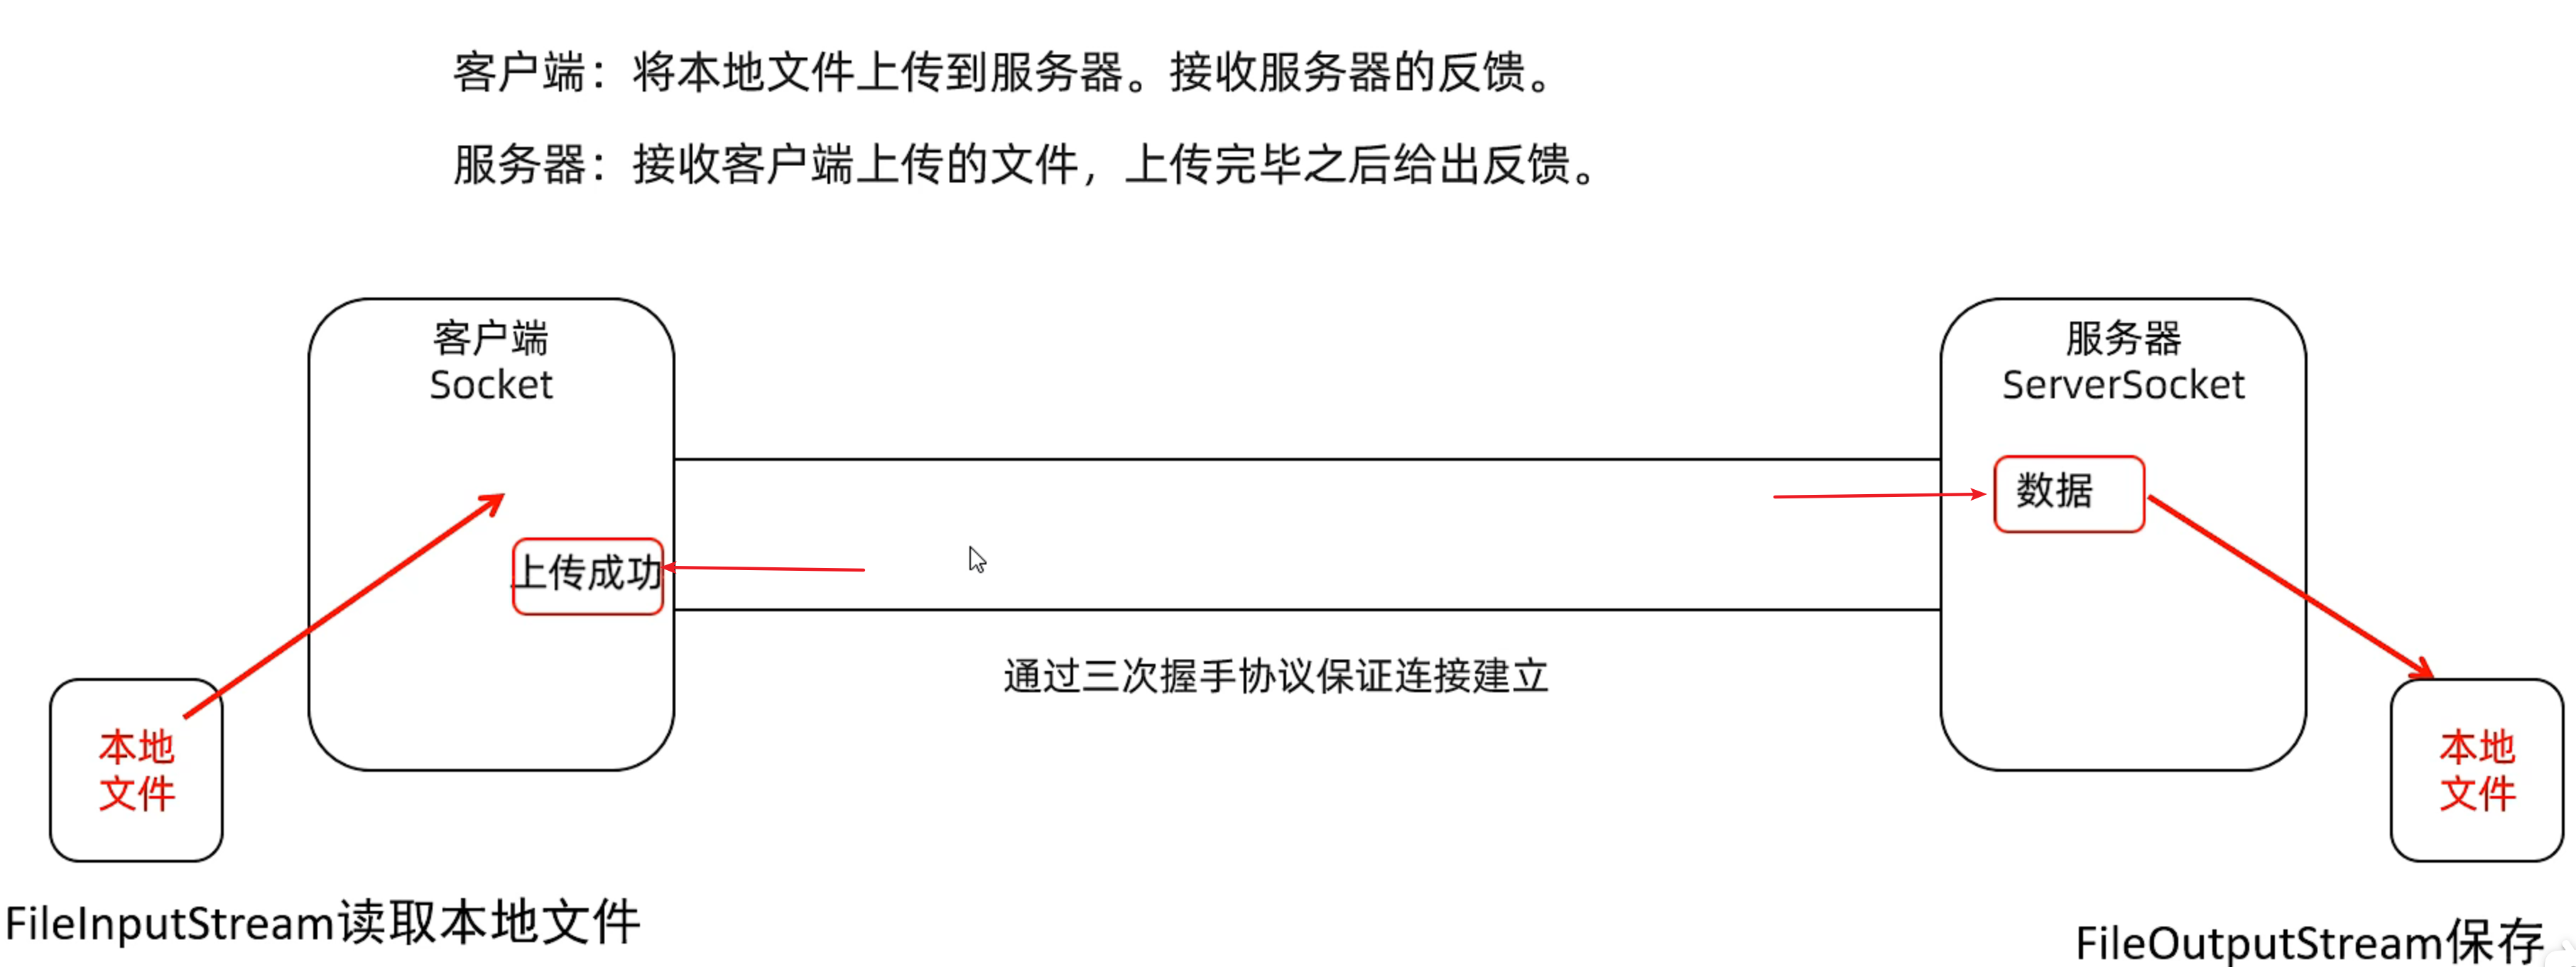 客户端：将本地文件上传到服务器。接收服务器的反馈。
服务器：接收客户端上传的文件，上传完毕之后给出反馈。
客户端
Socket
服务器
ServerSocket
数据
上传成功
通过三次握手协议保证连接建立
本地
文件
本地
文件
FileInputStream读取本地文件
FileOutputStream保存